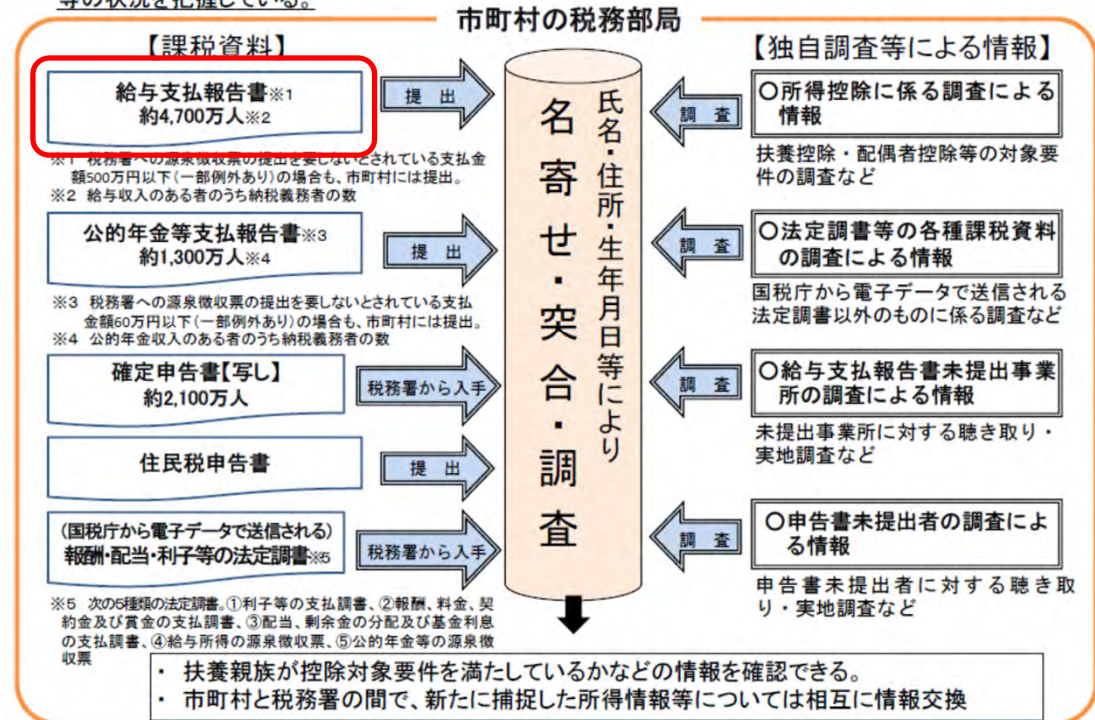 等の状況を把握している。
市町村の税務部局
【課税資料】
給与支払報告書※1
約4,700万人※2
提 出
※1 税務署への源泉徴収票の提出を要しないとされている支払金
額500万円以下(一部例外あり)の場合も、市町村には提出。
※2 給与収入のある者のうち納税義務者の数
公的年金等支払報告書※3
約1,300万人※4
提 出
※3 税務署への源泉徴収票の提出を要しないとされている支払
金額60万円以下(一部例外あり)の場合も、市町村には提出。
※4 公的年金収入のある者のうち納税義務者の数
確定申告書【写し】
約2,100万人
税務署から入手
住民税申告書
提 出
(国税庁から電子データで送信される)
報酬・配当・利子等の法定調書※5
税務署から入手
※5 次の5種類の法定調書。①利子等の支払調書、②報酬、料金、契
約金及び賞金の支払調書、③配当、剰余金の分配及び基金利息
の支払調書、④給与所得の源泉徴収票、⑤公的年金等の源泉徴
収票
氏名・住所・生年月日等により
名寄せ・突合・調査
【独自調査等による情報】
調 査
〇所得控除に係る調査による
情報
扶養控除・配偶者控除等の対象要
件の調査など
調 査
〇法定調書等の各種課税資料
の調査による情報
国税庁から電子データで送信される
法定調書以外のものに係る調査など
調 査
〇給与支払報告書未提出事業
所の調査による情報
未提出事業所に対する聴き取り・
実地調査など
調 査
〇申告書未提出者の調査によ
る情報
申告書未提出者に対する聴き取
り・実地調査など
・ 扶養親族が控除対象要件を満たしているかなどの情報を確認できる。
・ 市町村と税務署の間で、新たに捕捉した所得情報等については相互に情報交換